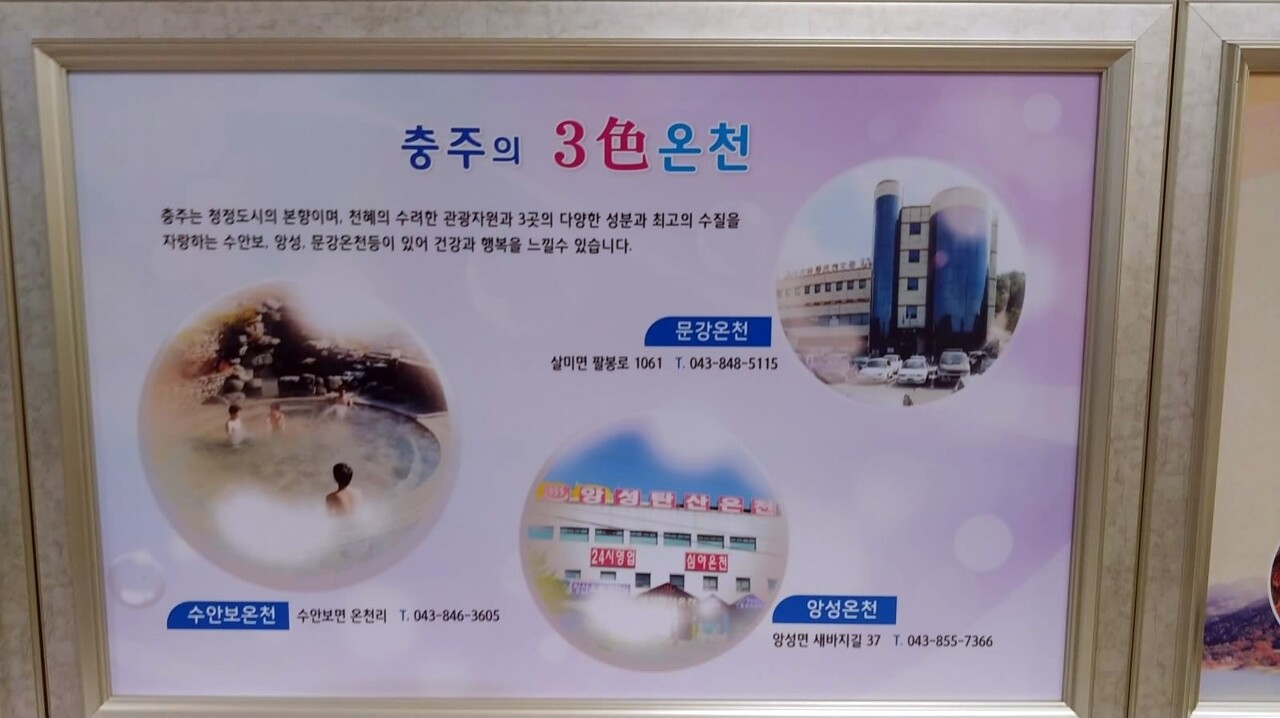 충주의 3色온천
충주는 청정도시의 본향이며, 천혜의 수려한 관광자원과 3곳의 다양한 성분과 최고의 수질을
자랑하는 수안보, 앙성, 문강온천등이 있어 건강과 행복을 느낄수 있습니다.
문강온천
살미면 팔봉로 1061 T. 043-848-5115
앙성탄산온천
24시영업 심야온천
수안보온천 수안보면 온천리 T. 043-846-3605
앙성온천
앙성면 새바지길 37 T. 043-855-7366